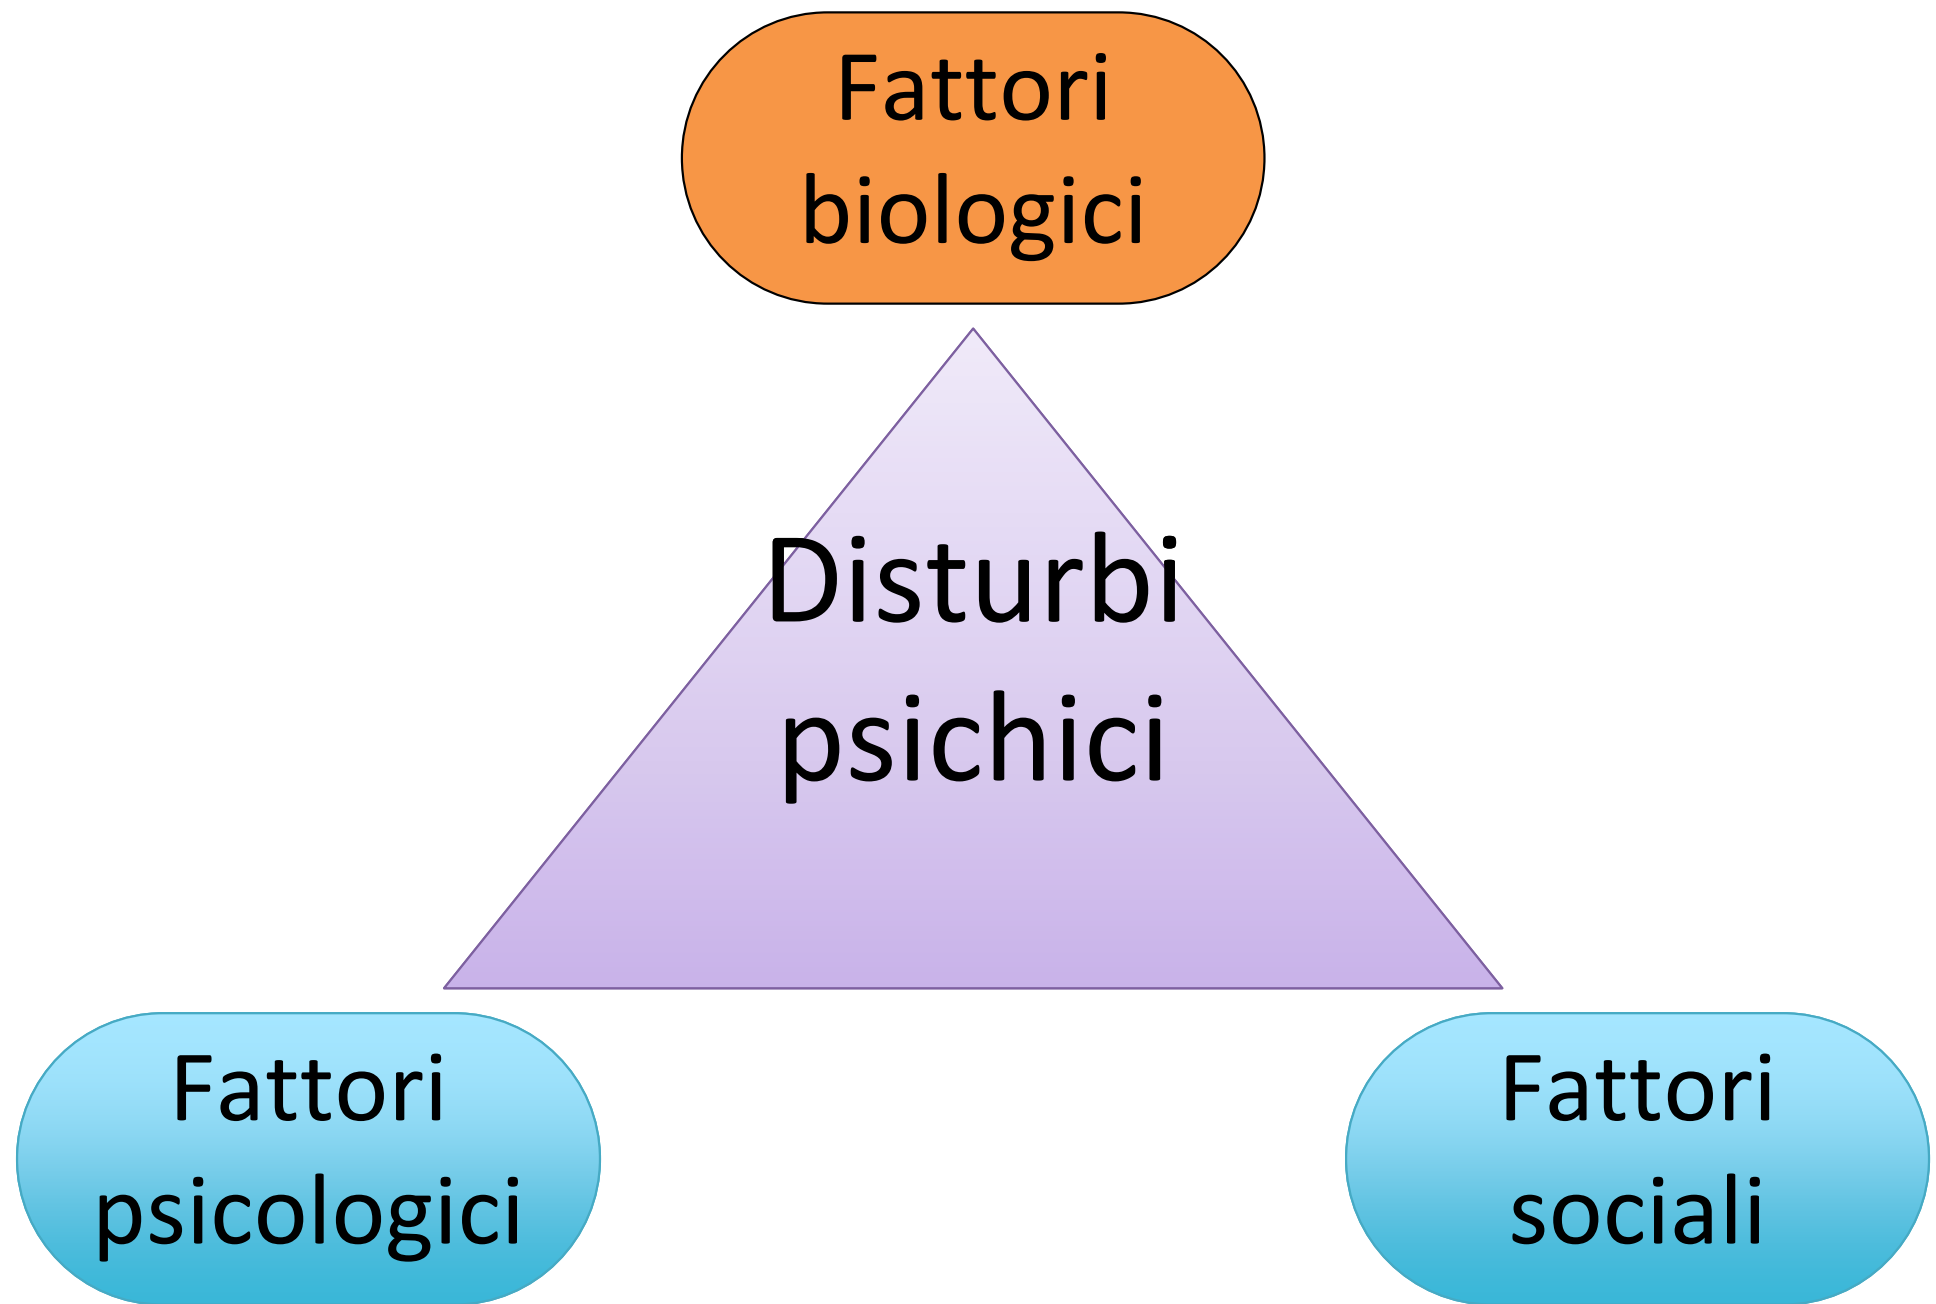 Fattori
biologici
Disturbi
psichici
Fattori
psicologici
Fattori
sociali